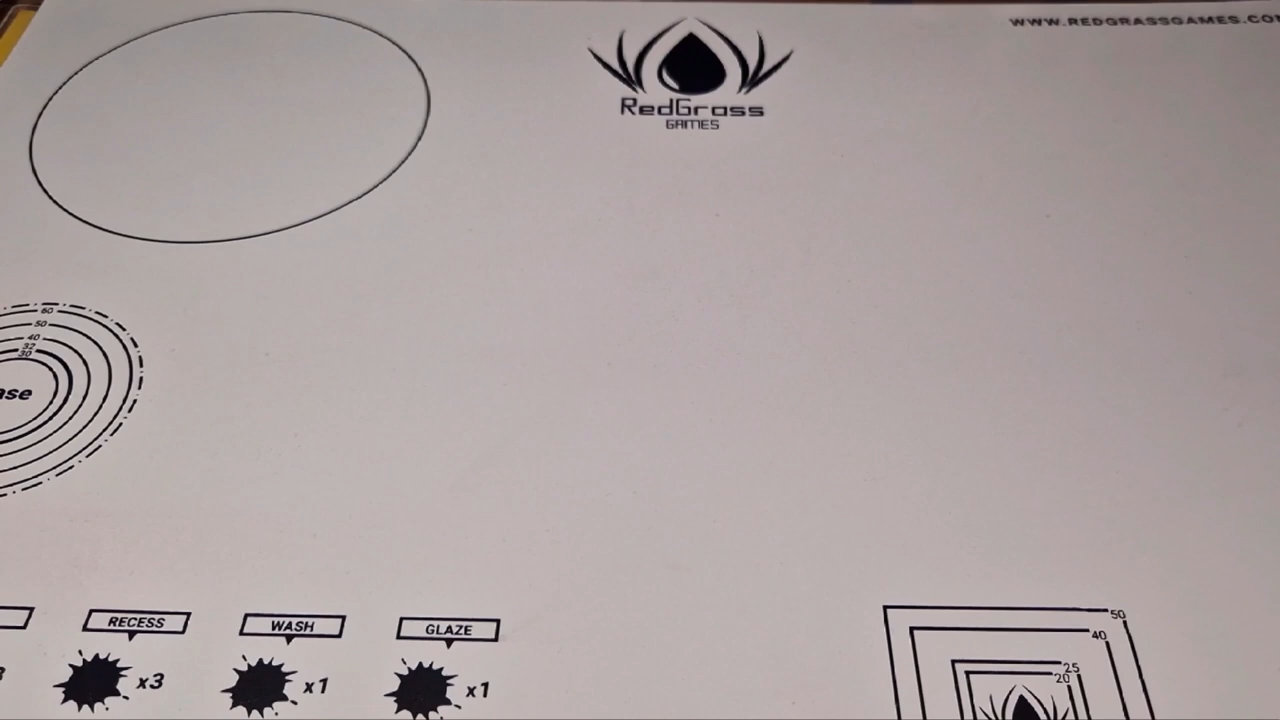 WWW.REDGRASSGAMES.CO
RedGrass
GAMES
60
50
40
32
30
ase
RECESS
WASH
GLAZE
x3
x1
x1
50
40
25
20